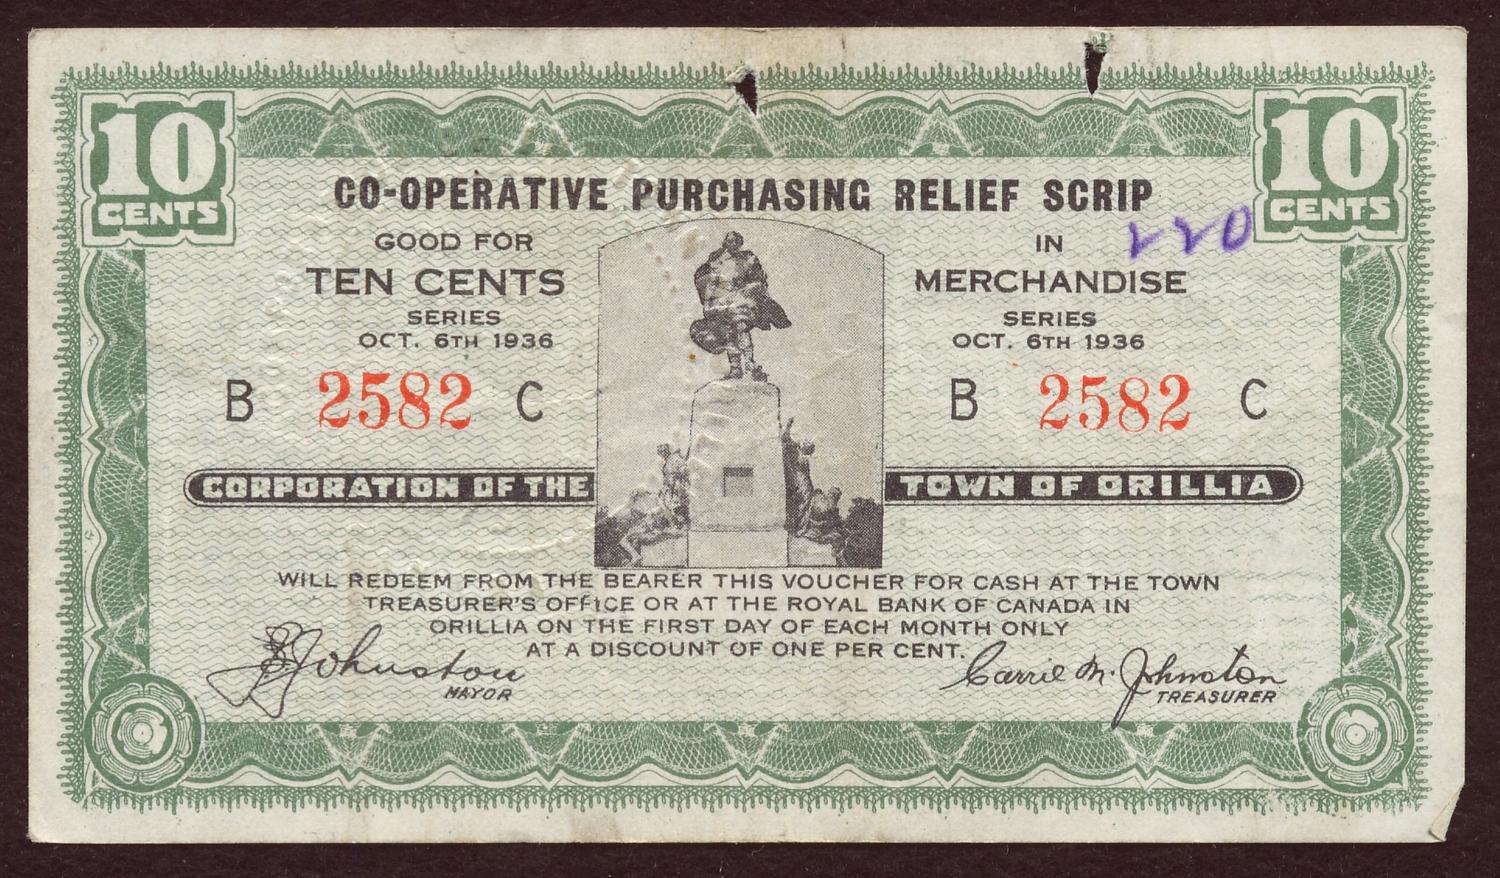 10 CENTS
10 CENTS
CO-OPERATIVE PURCHASING RELIEF SCRIP
220
GOOD FOR
TEN CENTS
SERIES
OCT. 6TH 1936
B 2582 C
IN
MERCHANDISE
SERIES
OCT. 6TH 1936
B 2582 C
CORPORATION OF THE TOWN OF ORILLIA
WILL REDEEM FROM THE BEARER THIS VOUCHER FOR CASH AT THE TOWN
TREASURER'S OFFICE OR AT THE ROYAL BANK OF CANADA IN
ORILLIA ON THE FIRST DAY OF EACH MONTH ONLY
AT A DISCOUNT OF ONE PER CENT.
Johnston
MAYOR
Carrie M. Johnston
TREASURER